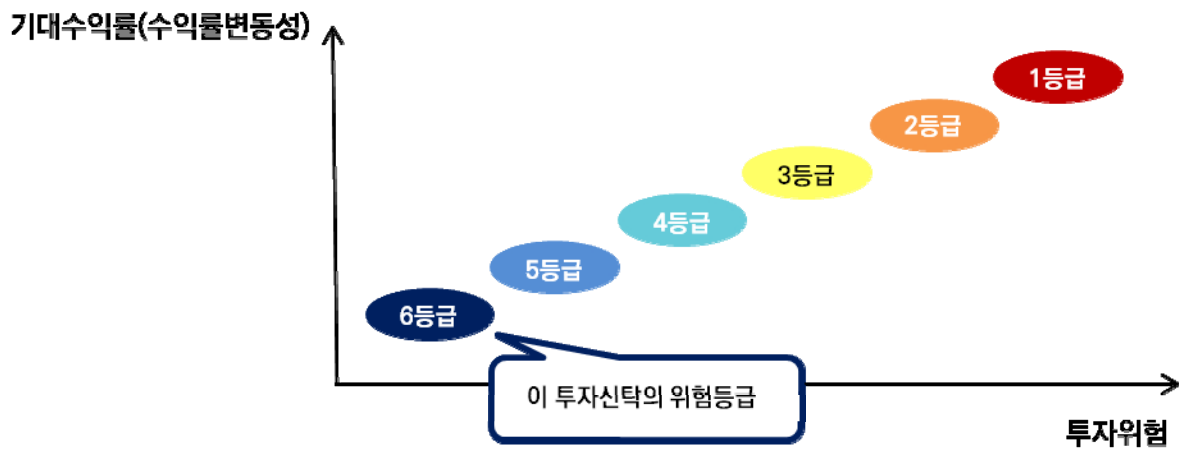 기대수익률(수익률변동성)
1등급
2등급
3등급
4등급
5등급
6등급
이 투자신탁의 위험등급
투자위험